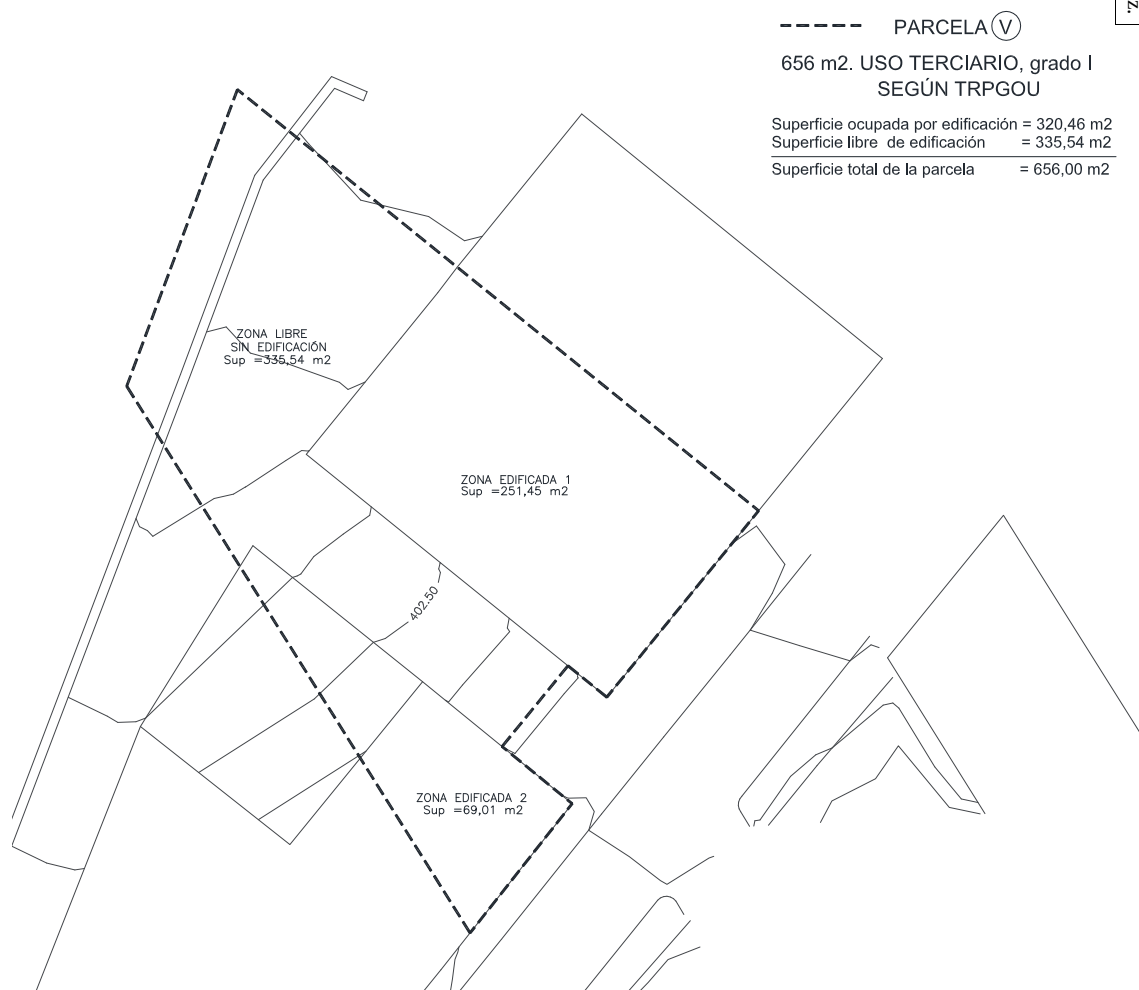 z.
PARCELA V
656 m2. USO TERCIARIO, grado I
SEGÚN TRPGOU
Superficie ocupada por edificación = 320,46 m2
Superficie libre de edificación = 335,54 m2
Superficie total de la parcela = 656,00 m2
ZONA LIBRE
SIN EDIFICACIÓN
Sup =335,54 m2
ZONA EDIFICADA 1
Sup =251,45 m2
402.50
ZONA EDIFICADA 2
Sup =69,01 m2